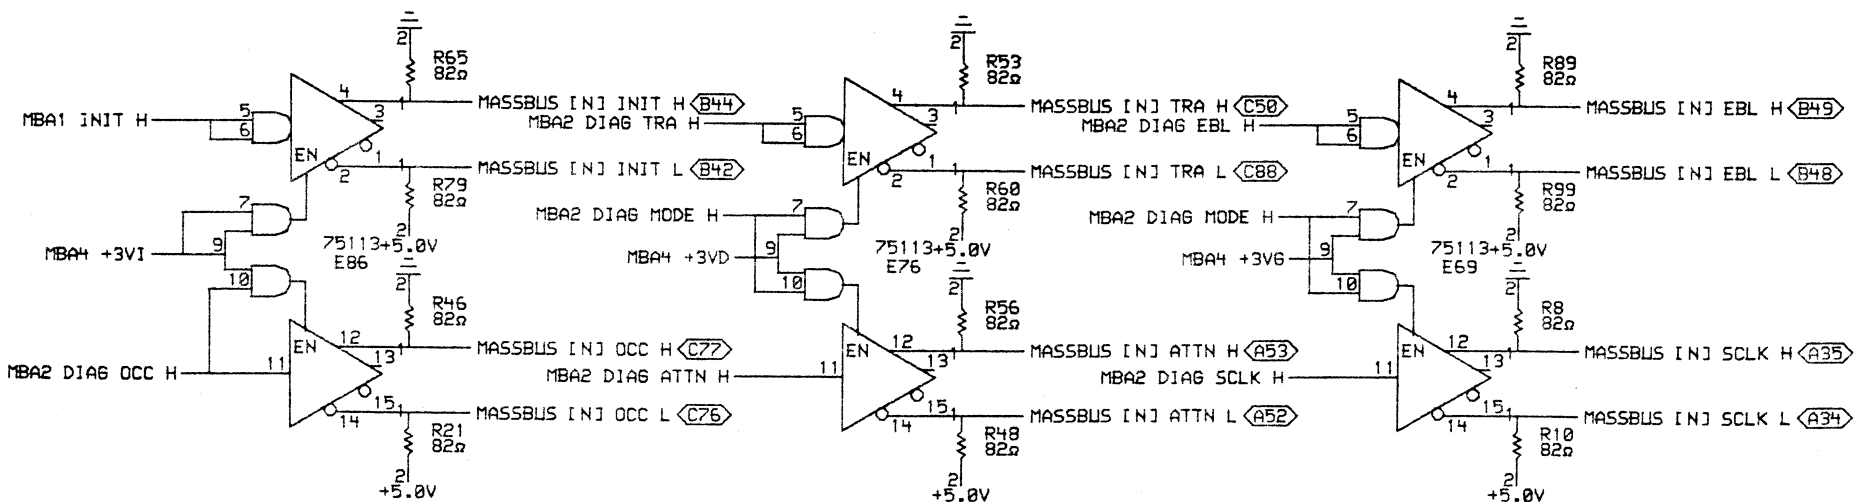 2 2 2
R65 R53 R89
82Ω 82Ω 82Ω
4 4 4
1 3 1 3 1 3
MASSBUS [N] INIT H B44 MASSBUS [N] TRA H C50 MASSBUS [N] EBL H B49
MBA1 INIT H 5 MBA2 DIAG TRA H 5 MBA2 DIAG EBL H 5
6 6 6
EN EN EN
1 1 1
2 1 2 1 2 1
MASSBUS [N] INIT L B42 MASSBUS [N] TRA L C88 MASSBUS [N] EBL L B48
R79 R60 R99
82Ω 82Ω 82Ω
7 MBA2 DIAG MODE H 7 MBA2 DIAG MODE H 7
2 2 2
75113 +5.0V 75113 +5.0V 75113 +5.0V
MBA4 +3VI 9 MBA4 +3VD 9 MBA4 +3VG 9
E86 E76 E69
2 2 2
10 10 10
R46 R56 R8
82Ω 82Ω 82Ω
EN 12 1 EN 12 1 EN 12 1
13 13 13
MASSBUS [N] OCC H C77 MASSBUS [N] ATTN H A53 MASSBUS [N] SCLK H A35
MBA2 DIAG OCC H 11 MBA2 DIAG ATTN H 11 MBA2 DIAG SCLK H 11
15 1 15 1 15 1
14 14 14
MASSBUS [N] OCC L C76 MASSBUS [N] ATTN L A52 MASSBUS [N] SCLK L A34
R21 R48 R10
82Ω 82Ω 82Ω
2 2 2
+5.0V +5.0V +5.0V